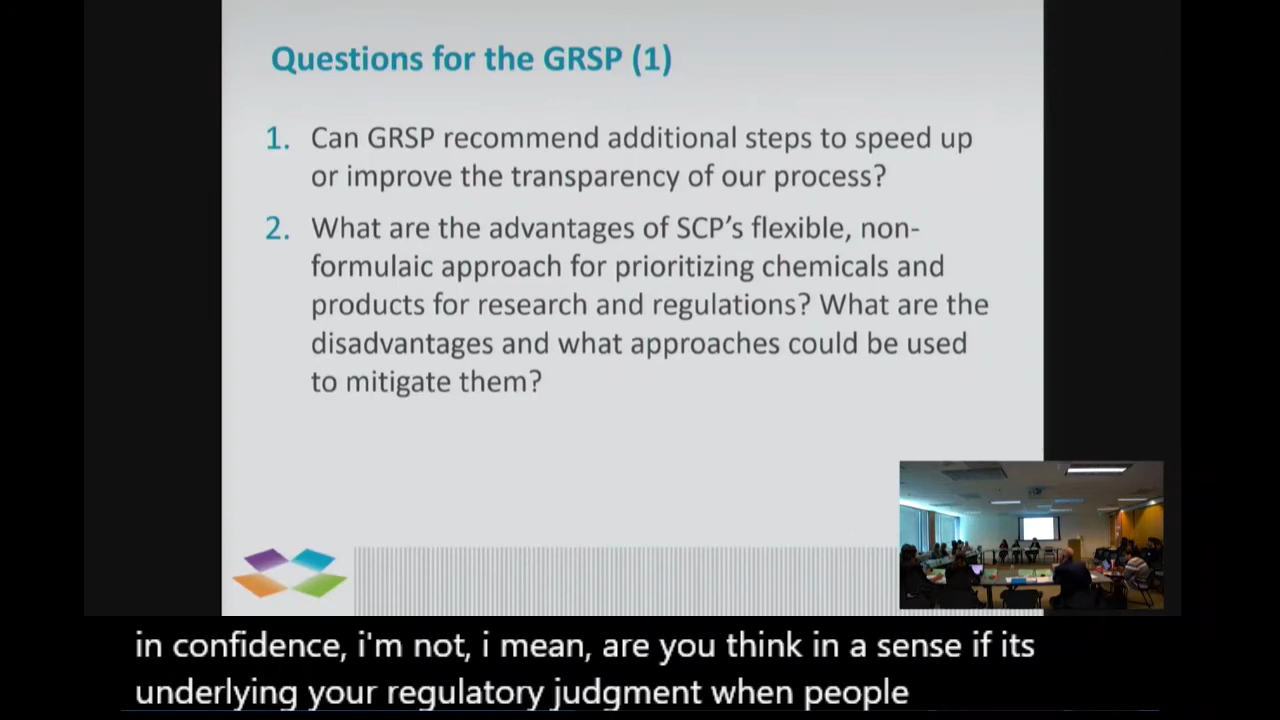 Questions for the GRSP (1)
1. Can GRSP recommend additional steps to speed up
or improve the transparency of our process?
2. What are the advantages of SCP’s flexible, non-
formulaic approach for prioritizing chemicals and
products for research and regulations? What are the
disadvantages and what approaches could be used
to mitigate them?
in confidence, i'm not, i mean, are you think in a sense if its
underlying your regulatory judgment when people